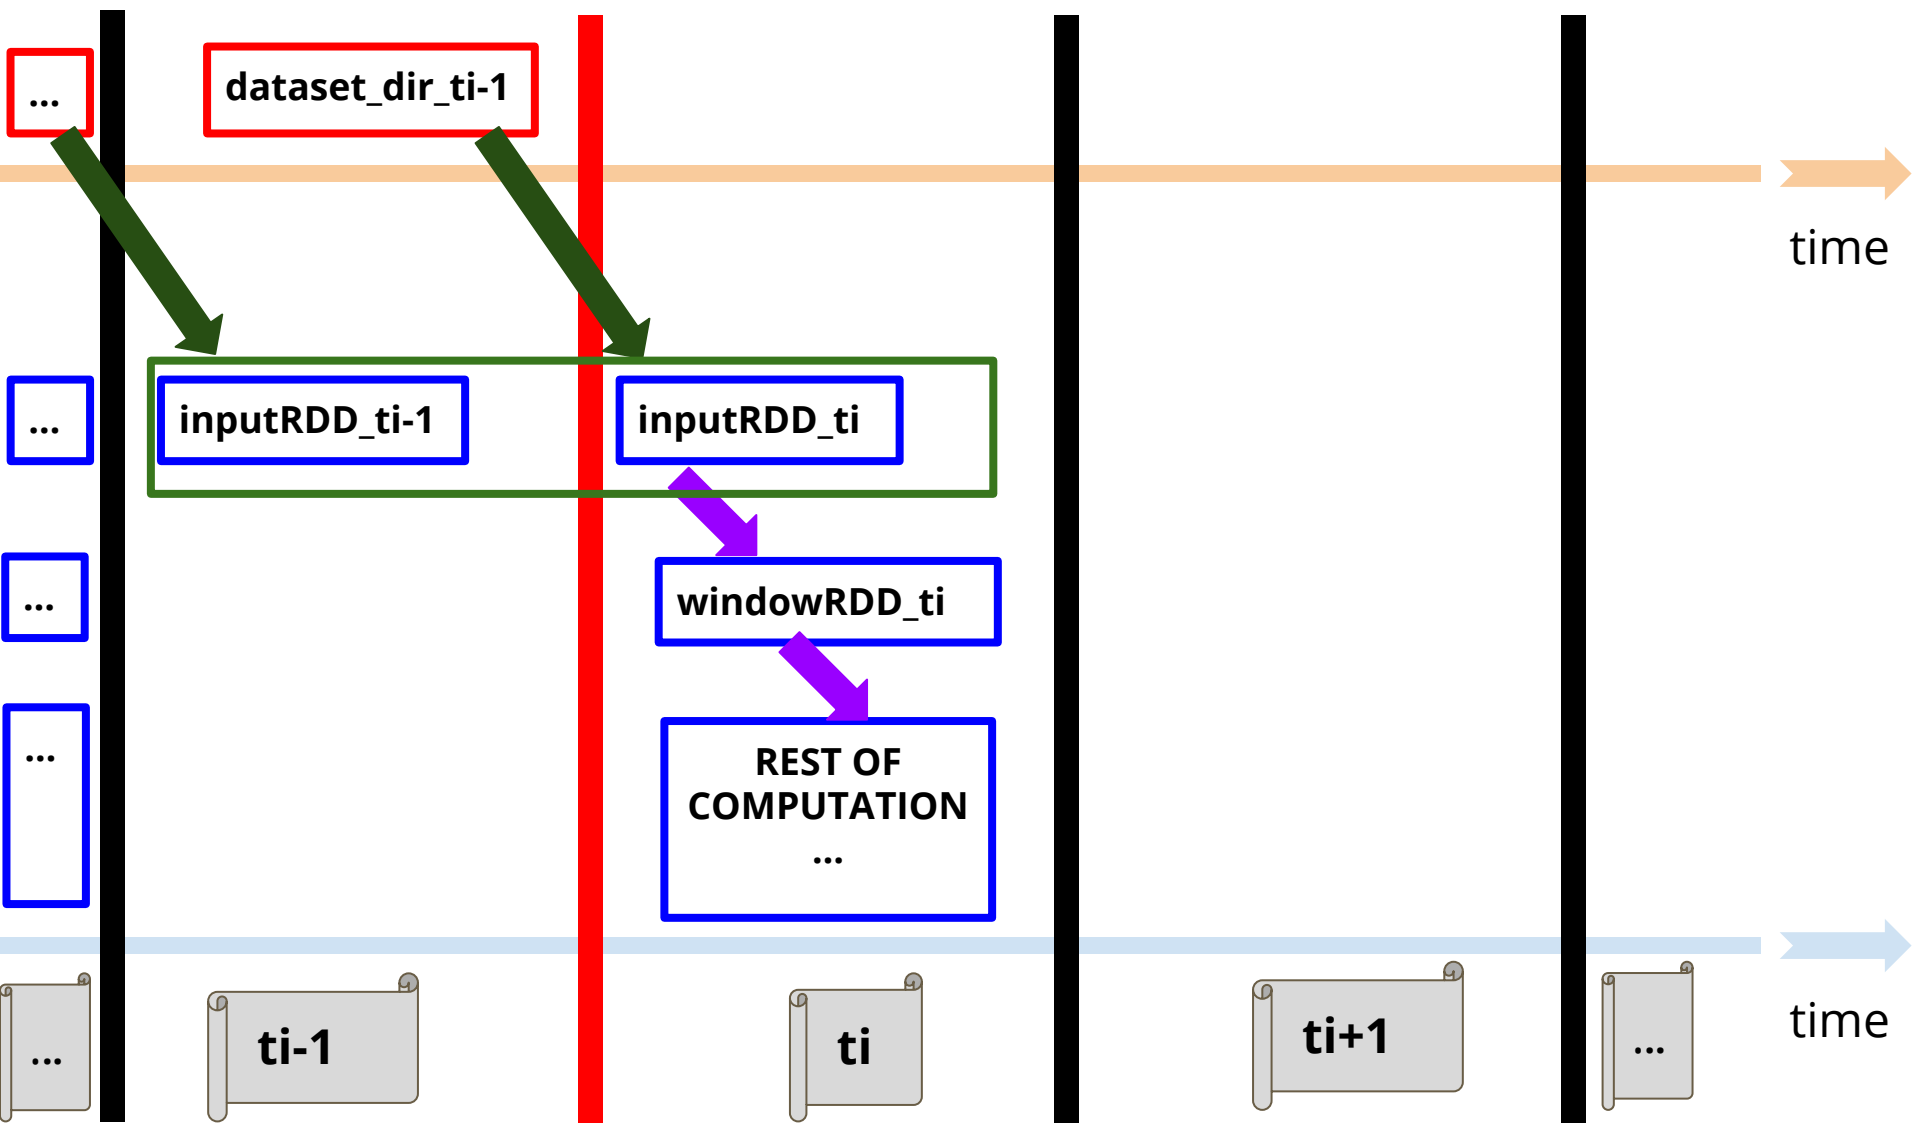 ...
dataset_dir_ti-1
time
...
inputRDD_ti-1
inputRDD_ti
...
windowRDD_ti
...
REST OF
COMPUTATION
...
...
ti-1
ti
ti+1
...
time